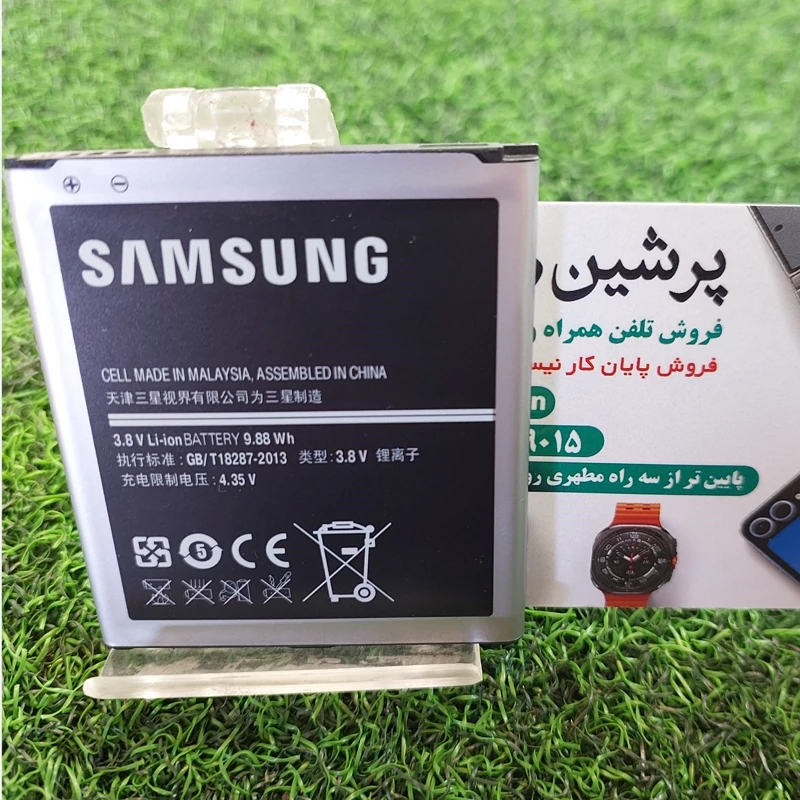 SAMSUNG
CELL MADE IN MALAYSIA, ASSEMBLED IN CHINA
天津三星视界有限公司为三星制造
3.8 V Li-ion BATTERY 9.88 Wh
执行标准: GB/T18287-2013 类型: 3.8 V 锂离子
充电限制电压: 4.35 V
5 CE
پرشین
فروش تلفن همراه
فروش پایان کار
پایین تر از سه راه مطهری